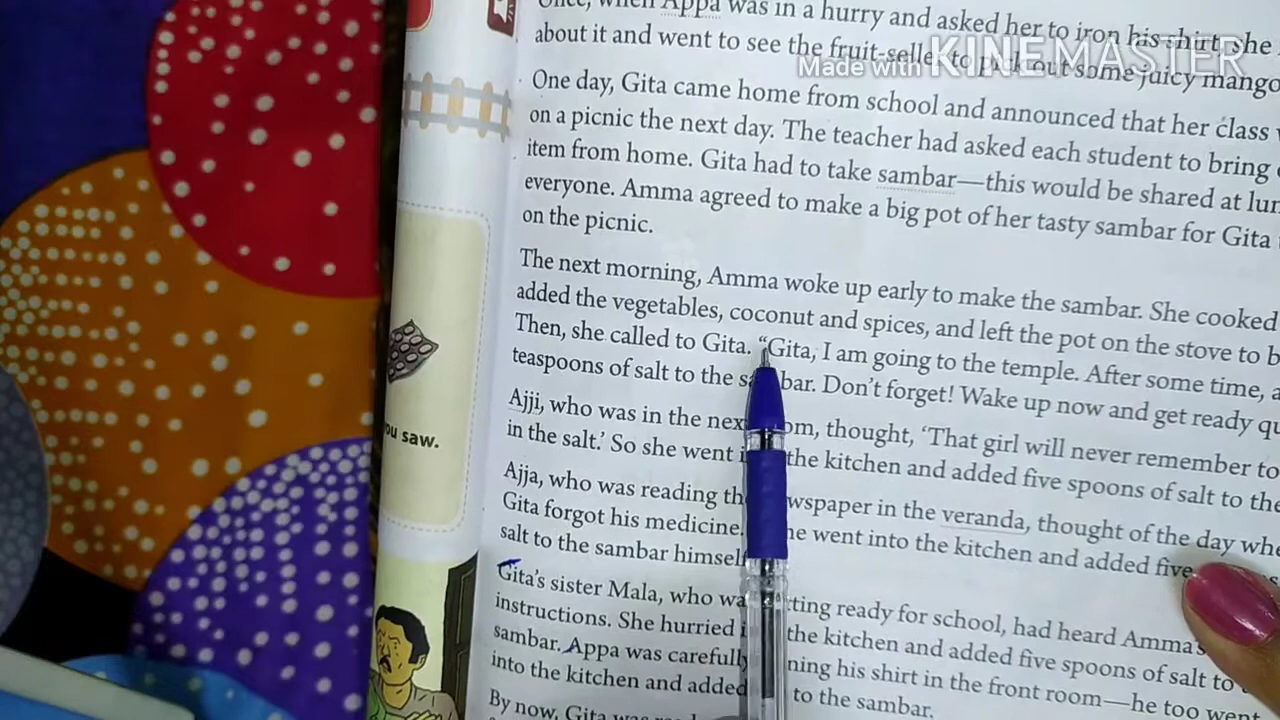 Made with KINEMASTER
Once, when Appa was in a hurry and asked her to iron his shirt, she
about it and went to see the fruit-seller to pick out some juicy mango
One day, Gita came home from school and announced that her class
on a picnic the next day. The teacher had asked each student to bring
item from home. Gita had to take sambar—this would be shared at
everyone. Amma agreed to make a big pot of her tasty sambar for Gita
on the picnic.
The next morning, Amma woke up early to make the sambar. She cooked
added the vegetables, coconut and spices, and left the pot on the stove to
Then, she called to Gita. “Gita, I am going to the temple. After some time,
teaspoons of salt to the sambar. Don't forget! Wake up now and get ready
Ajji, who was in the next room, thought, ‘That girl will never remember to
in the salt.’ So she went the kitchen and added five spoons of salt to the
Ajja, who was reading the newspaper in the veranda, thought of the day
Gita forgot his medicine. he went into the kitchen and added five
salt to the sambar himself
Gita's sister Mala, who was getting ready for school, had heard Amma's
instructions. She hurried the kitchen and added five spoons of salt to
sambar. Appa was carefully ironing his shirt in the front room—he too went
into the kitchen and added to the sambar.
By now, Gita was
ou saw.